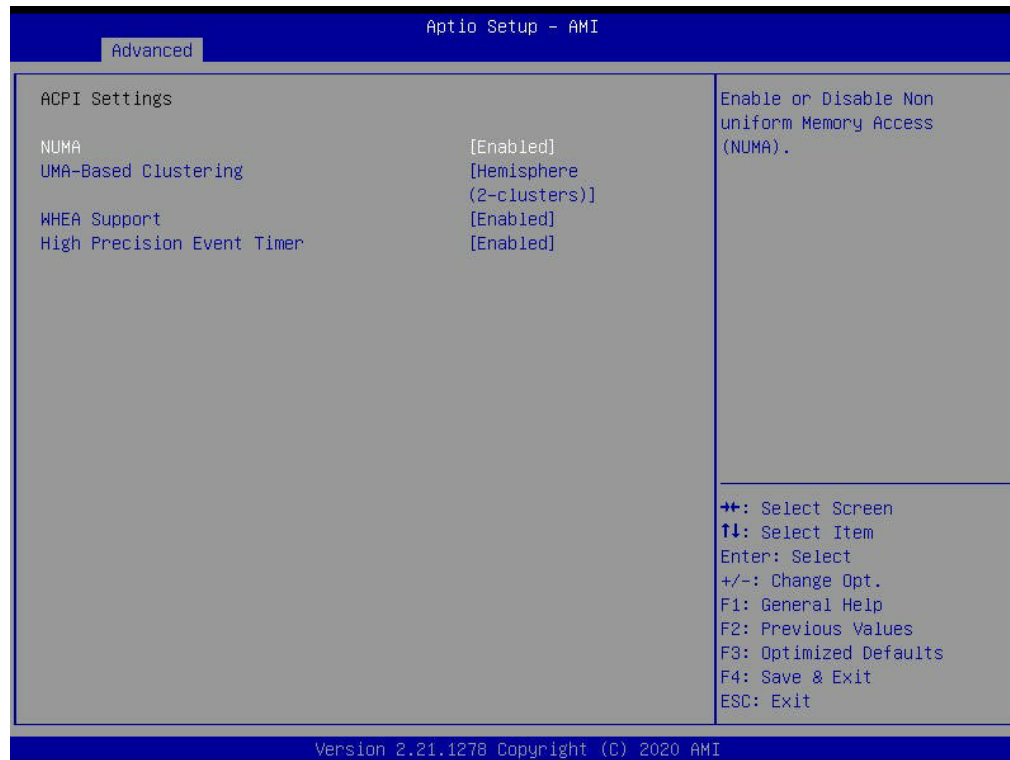 Aptio Setup – AMI
Advanced
ACPI Settings
NUMA [Enabled]
UMA-Based Clustering [Hemisphere
(2-clusters)]
WHEA Support [Enabled]
High Precision Event Timer [Enabled]
Enable or Disable Non
uniform Memory Access
(NUMA).
→←: Select Screen
↑↓: Select Item
Enter: Select
+/-: Change Opt.
F1: General Help
F2: Previous Values
F3: Optimized Defaults
F4: Save & Exit
ESC: Exit
Version 2.21.1278 Copyright (C) 2020 AMI